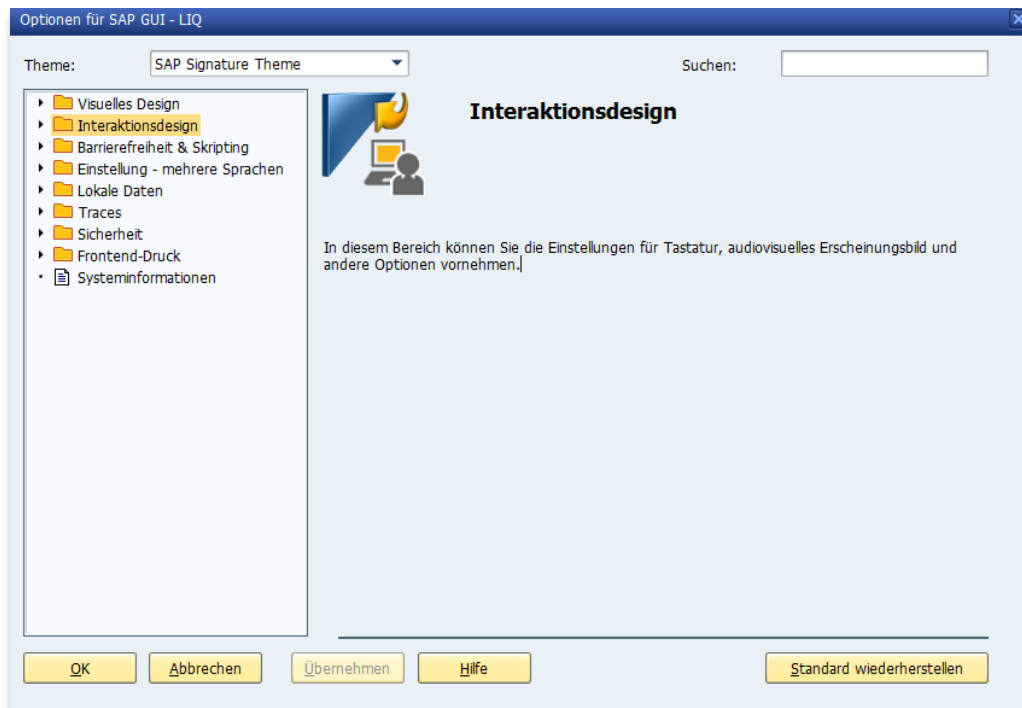 Optionen für SAP GUI - LIQ
Theme:
SAP Signature Theme
Suchen:
Visuelles Design
Interaktionsdesign
Barrierefreiheit & Skripting
Einstellung - mehrere Sprachen
Lokale Daten
Traces
Sicherheit
Frontend-Druck
Systeminformationen
Interaktionsdesign
In diesem Bereich können Sie die Einstellungen für Tastatur, audiovisuelles Erscheinungsbild und
andere Optionen vornehmen.
OK
Abbrechen
Übernehmen
Hilfe
Standard wiederherstellen